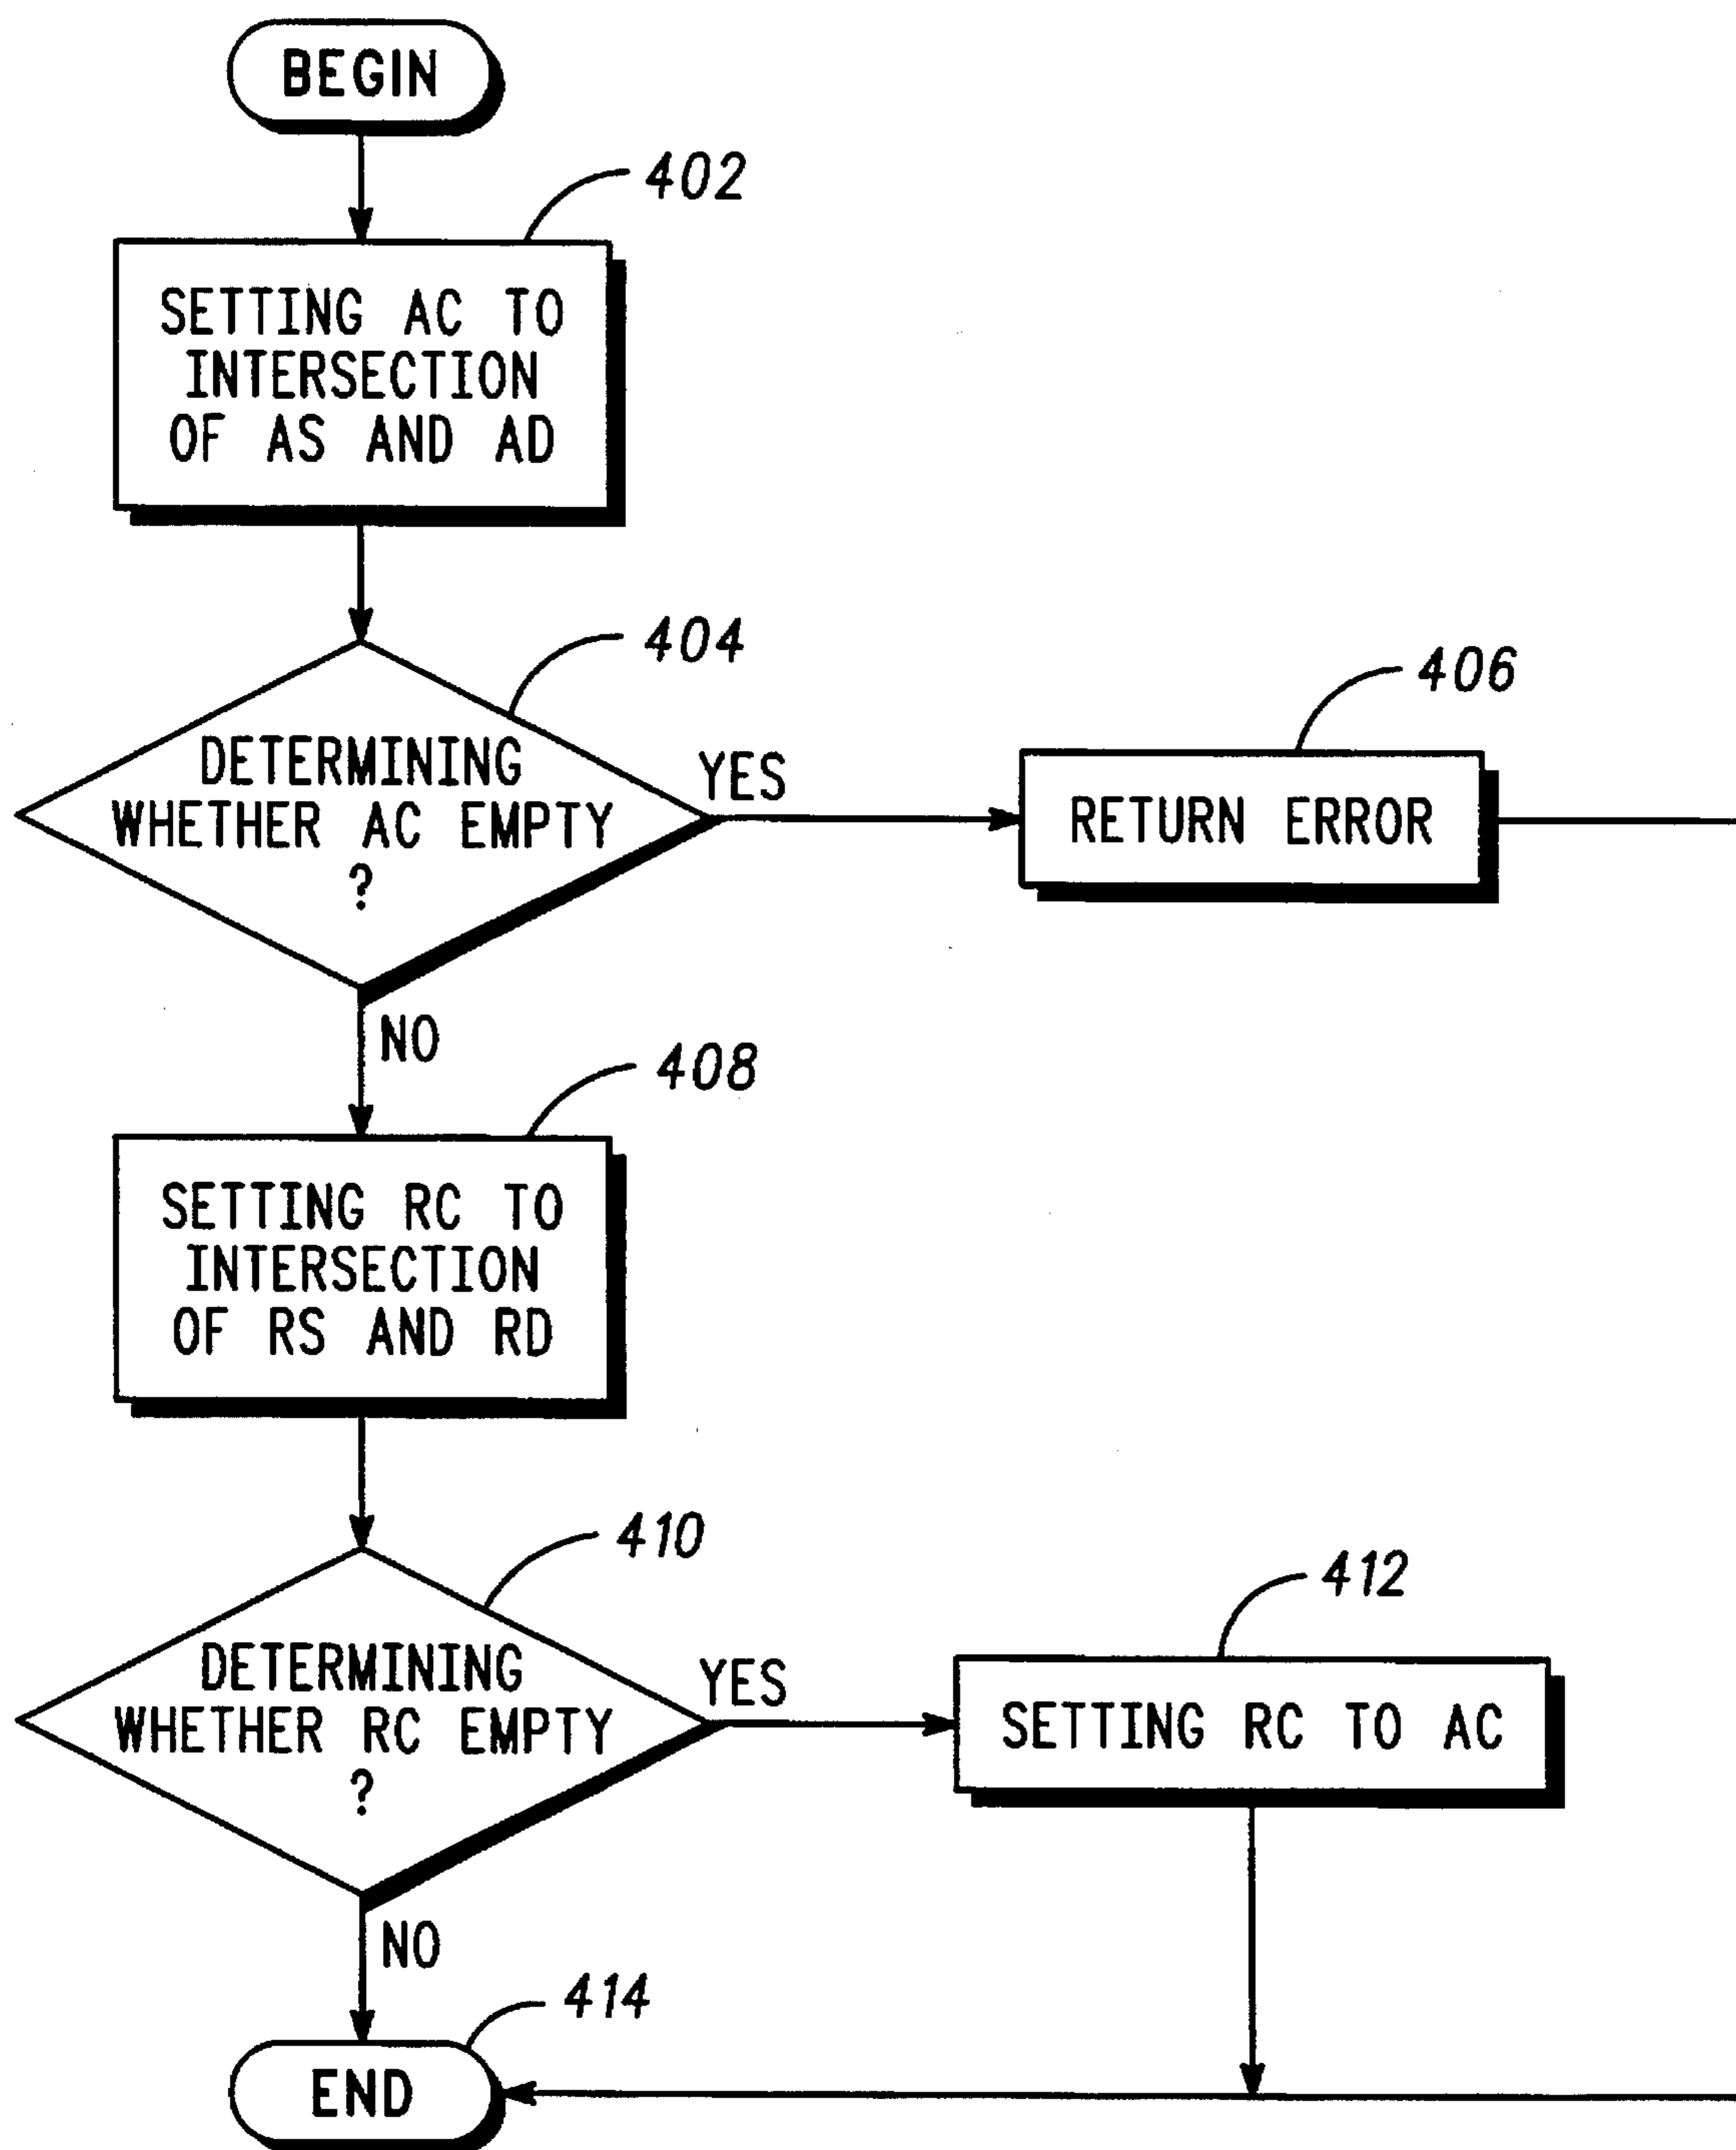 BEGIN
402
SETTING AC TO
INTERSECTION
OF AS AND AD
404
DETERMINING
WHETHER AC EMPTY
?
YES
406
RETURN ERROR
NO
408
SETTING RC TO
INTERSECTION
OF RS AND RD
410
DETERMINING
WHETHER RC EMPTY
?
YES
412
SETTING RC TO AC
NO
414
END